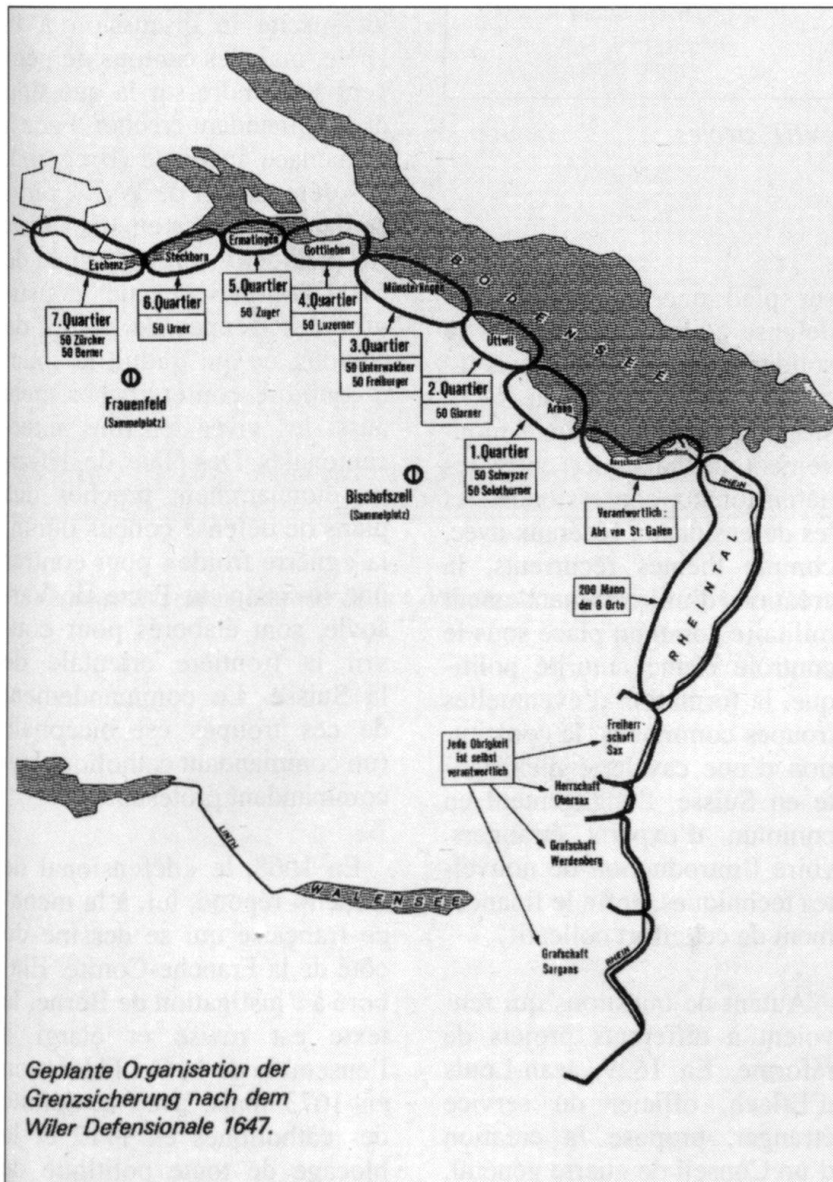 BODENSEE
Eschenz
Steckborn
Ermatingen
Gottlieben
Münsterlingen
Uttwil
Arbon
Rorschach
7.Quartier
50 Zürcher
50 Berner
6.Quartier
50 Urner
5.Quartier
50 Zuger
4.Quartier
50 Luzerner
3.Quartier
50 Unterwaldner
50 Freiburger
2.Quartier
50 Glarner
1.Quartier
50 Schwyzer
50 Solothurner
Frauenfeld
(Sammelplatz)
Bischofszell
(Sammelplatz)
Verantwortlich:
Abt von St. Gallen
RHEIN
RHEINTAL
200 Mann
der 8 Orte
Jede Obrigkeit
ist selbst
verantwortlich
Freiherr-
schaft
Sax
Herrschaft
Obersax
Grafschaft
Werdenberg
Grafschaft
Sargans
RHEIN
LINTH
WALENSEE
Geplante Organisation der
Grenzsicherung nach dem
Wiler Defensionale 1647.